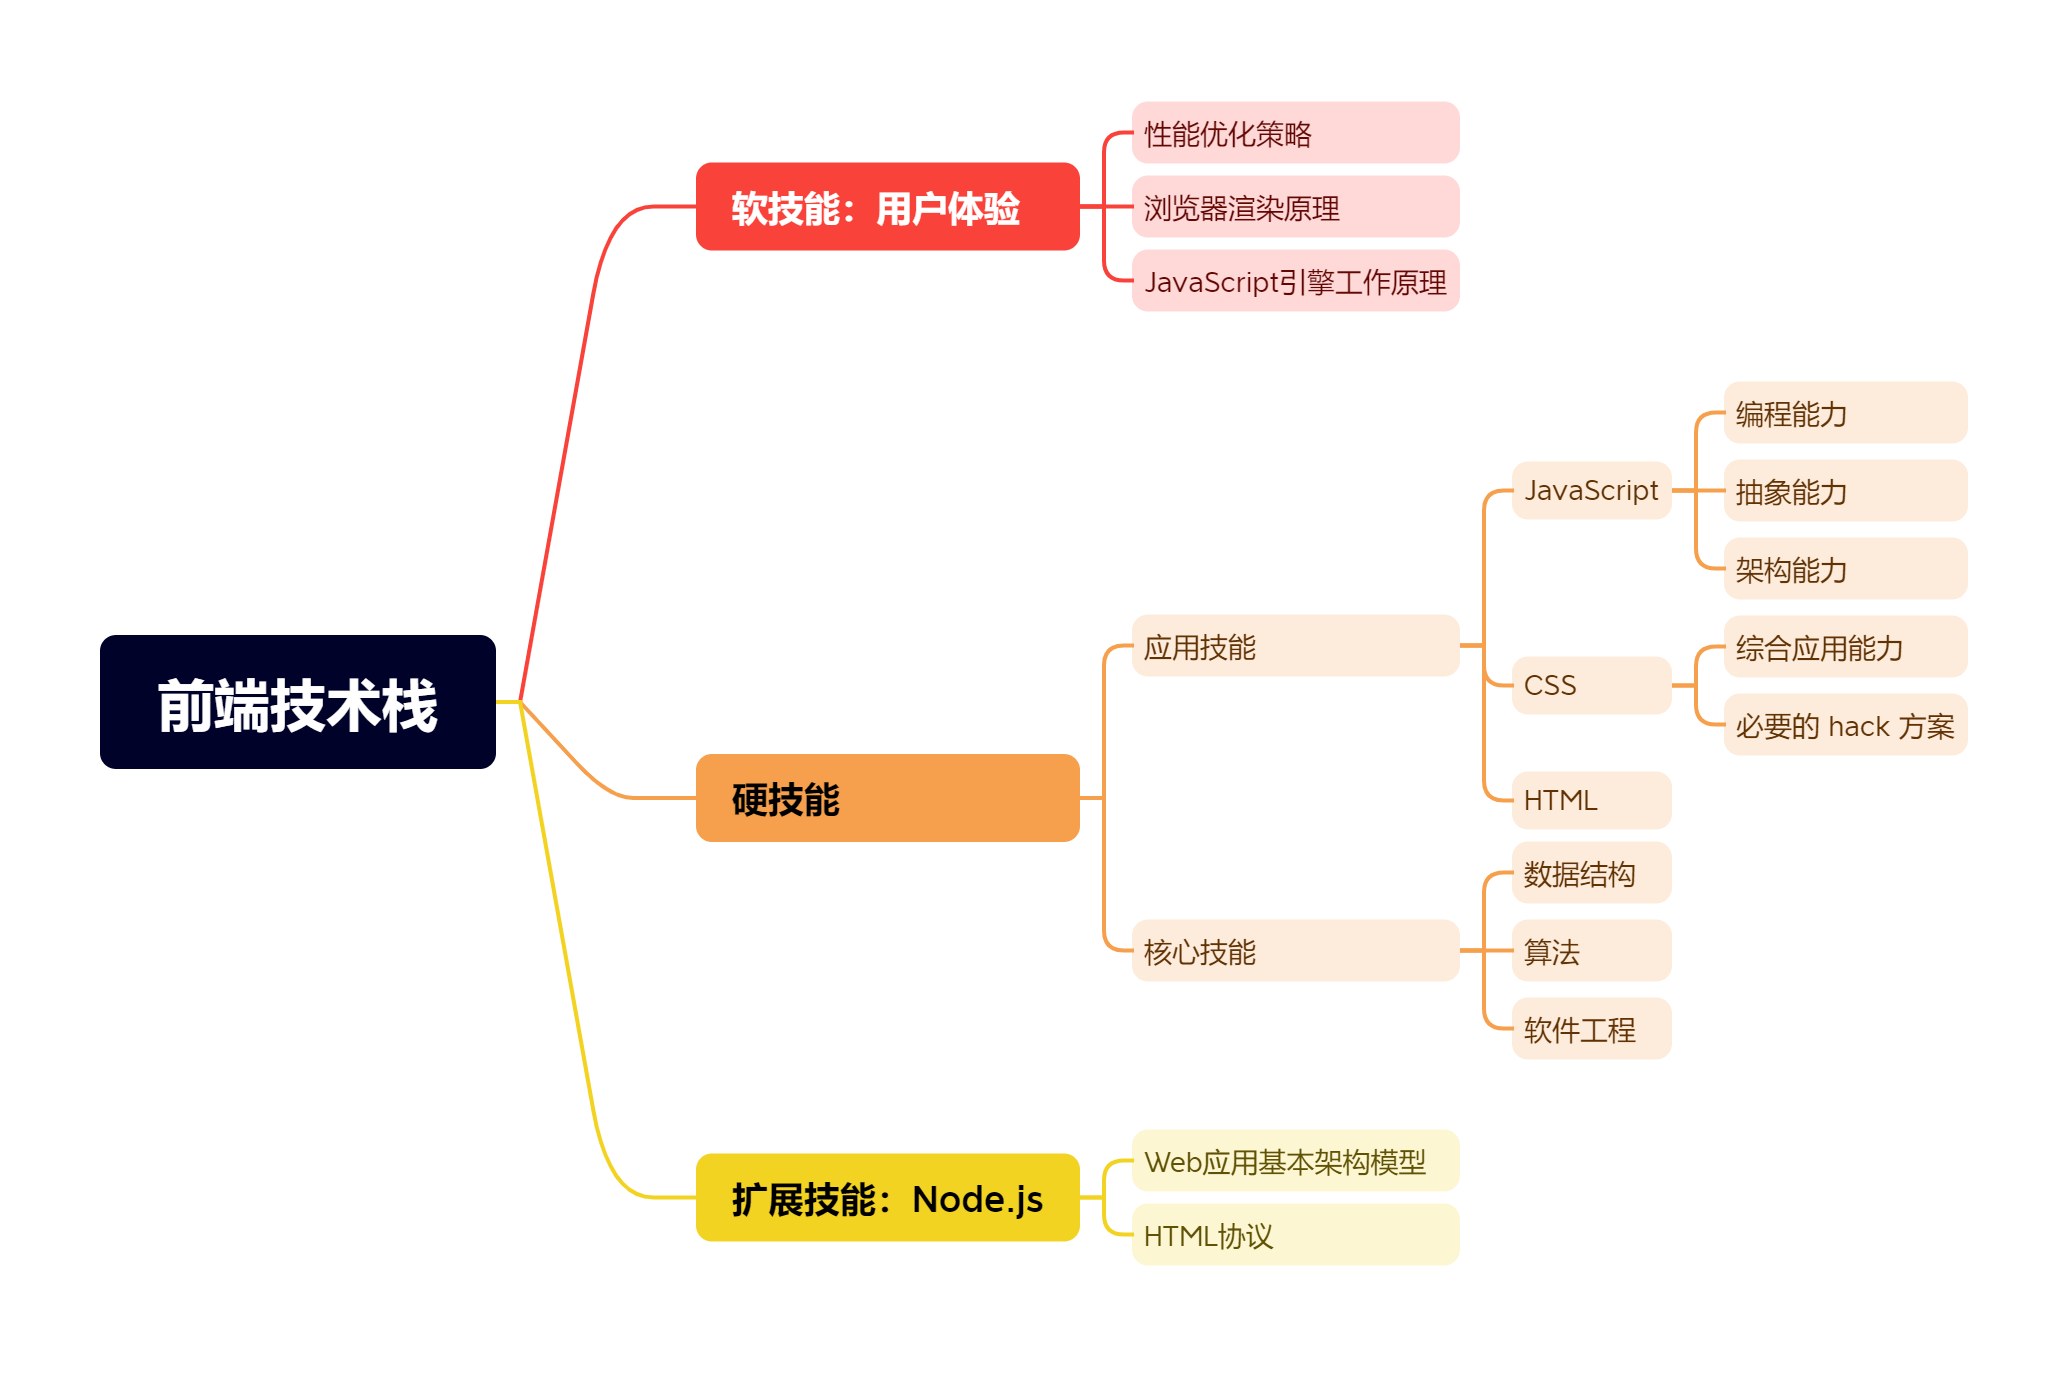 前端技术栈
软技能：用户体验
性能优化策略
浏览器渲染原理
JavaScript引擎工作原理
硬技能
应用技能
JavaScript
编程能力
抽象能力
架构能力
CSS
综合应用能力
必要的 hack 方案
HTML
核心技能
数据结构
算法
软件工程
扩展技能：Node.js
Web应用基本架构模型
HTML协议